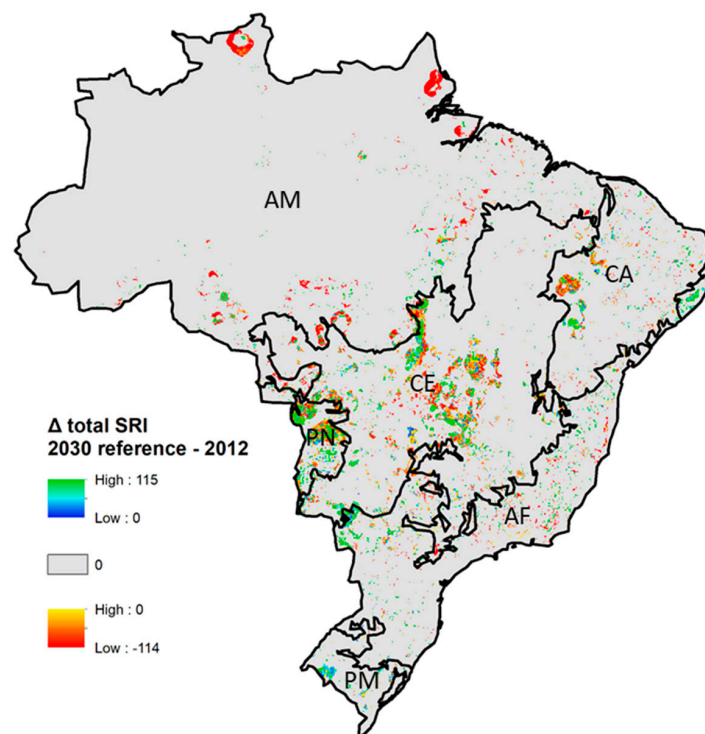 AM
CA
CE
PN
Δ total SRI
2030 reference - 2012
High : 115
Low : 0
AF
0
High : 0
Low : -114
PM